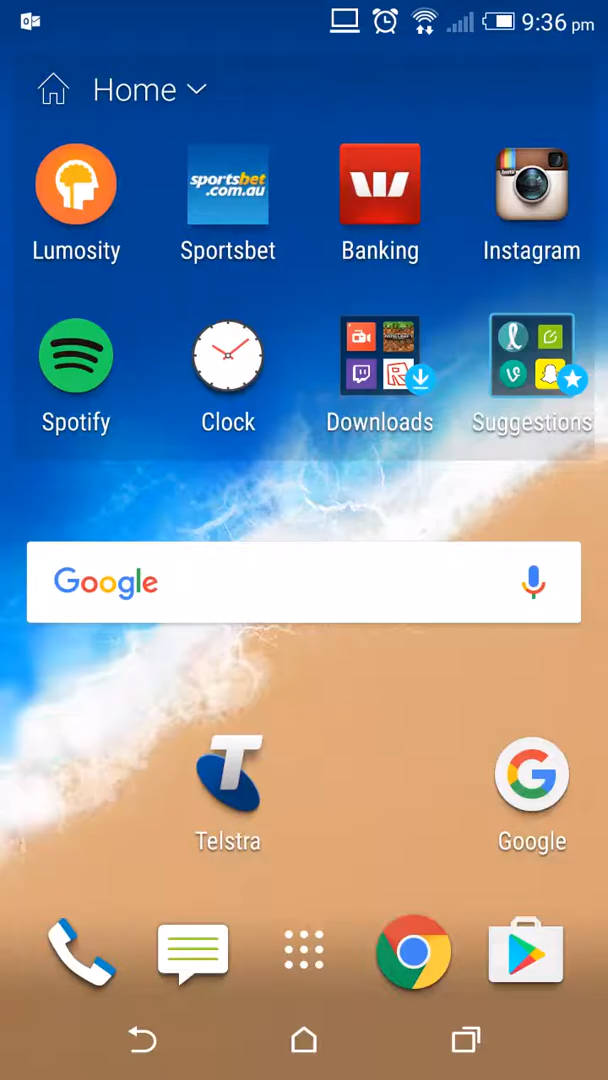 9:36 pm
Home
sportsbet
.com.au
Lumosity
Sportsbet
Banking
Instagram
Spotify
Clock
Downloads
Suggestions
Google
Telstra
Google